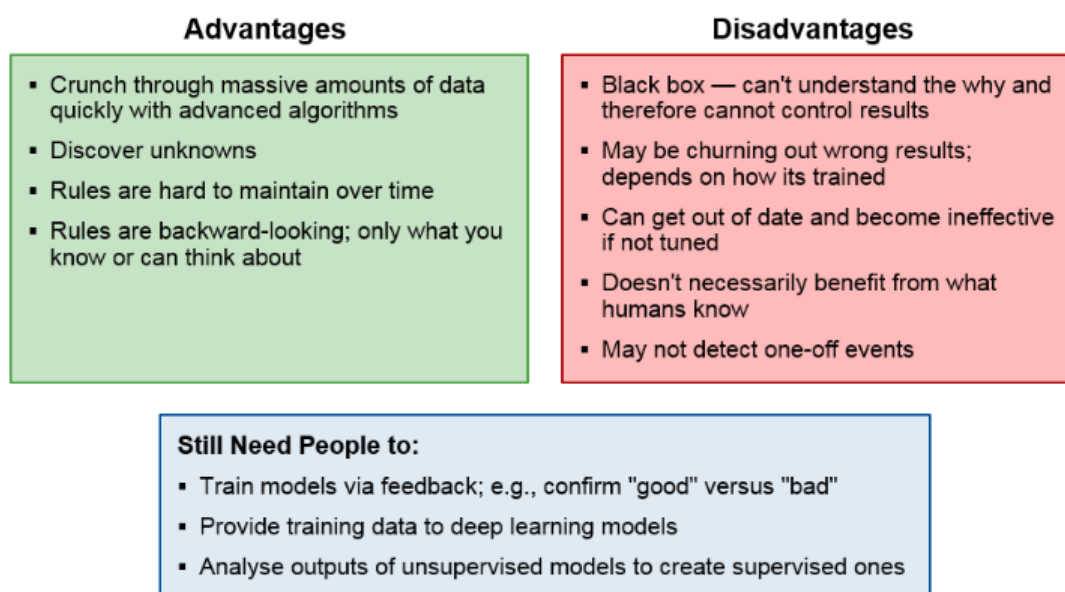 Advantages
▪ Crunch through massive amounts of data
quickly with advanced algorithms
▪ Discover unknowns
▪ Rules are hard to maintain over time
▪ Rules are backward-looking; only what you
know or can think about
Disadvantages
▪ Black box — can't understand the why and
therefore cannot control results
▪ May be churning out wrong results;
depends on how its trained
▪ Can get out of date and become ineffective
if not tuned
▪ Doesn't necessarily benefit from what
humans know
▪ May not detect one-off events
Still Need People to:
▪ Train models via feedback; e.g., confirm "good" versus "bad"
▪ Provide training data to deep learning models
▪ Analyse outputs of unsupervised models to create supervised ones